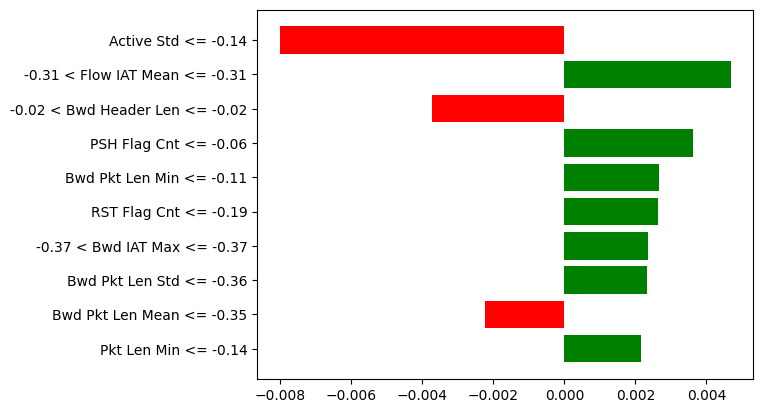 Active Std <= -0.14
-0.31 < Flow IAT Mean <= -0.31
-0.02 < Bwd Header Len <= -0.02
PSH Flag Cnt <= -0.06
Bwd Pkt Len Min <= -0.11
RST Flag Cnt <= -0.19
-0.37 < Bwd IAT Max <= -0.37
Bwd Pkt Len Std <= -0.36
Bwd Pkt Len Mean <= -0.35
Pkt Len Min <= -0.14
−0.008 −0.006 −0.004 −0.002 0.000 0.002 0.004